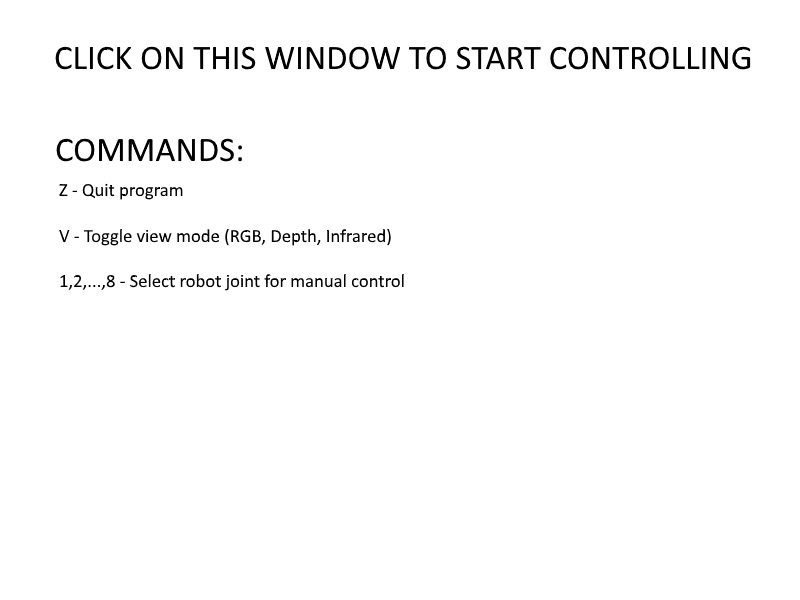 CLICK ON THIS WINDOW TO START CONTROLLING
COMMANDS:
Z - Quit program
V - Toggle view mode (RGB, Depth, Infrared)
1,2,...,8 - Select robot joint for manual control